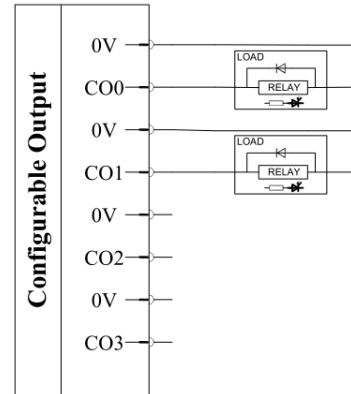 Configurable Output
0V
LOAD
CO0
RELAY
0V
LOAD
CO1
RELAY
0V
CO2
0V
CO3